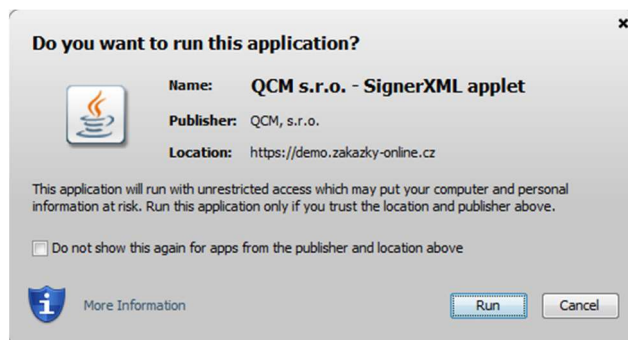 Do you want to run this application?
Name: QCM s.r.o. - SignerXML applet
Publisher: QCM, s.r.o.
Location: https://demo.zakazky-online.cz
This application will run with unrestricted access which may put your computer and personal
information at risk. Run this application only if you trust the location and publisher above.
Do not show this again for apps from the publisher and location above
More Information
Run Cancel